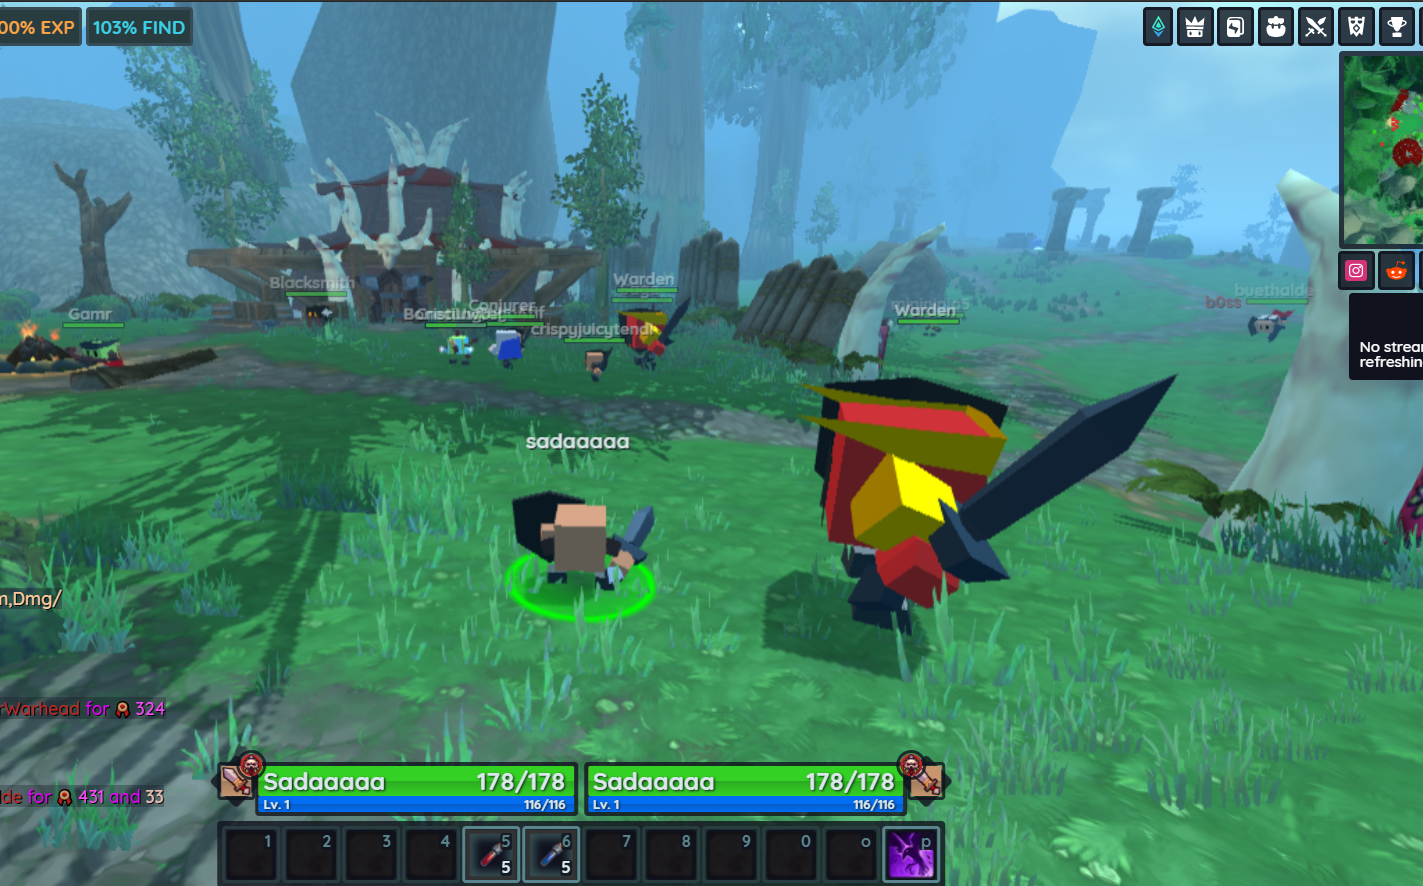 00% EXP
103% FIND
Blacksmith
Warden
Gamr
Conjurer
crispyjuicytend
Warden
buethalde
b0ss
No strear
refreshin
sadaaaaa
m,Dmg/
rWarhead for 324
lde for 431 and 33
Sadaaaaa 178/178
Lv. 1 116/116
Sadaaaaa 178/178
Lv. 1 116/116
1 2 3 4 5 6 7 8 9 0 o p
5 5